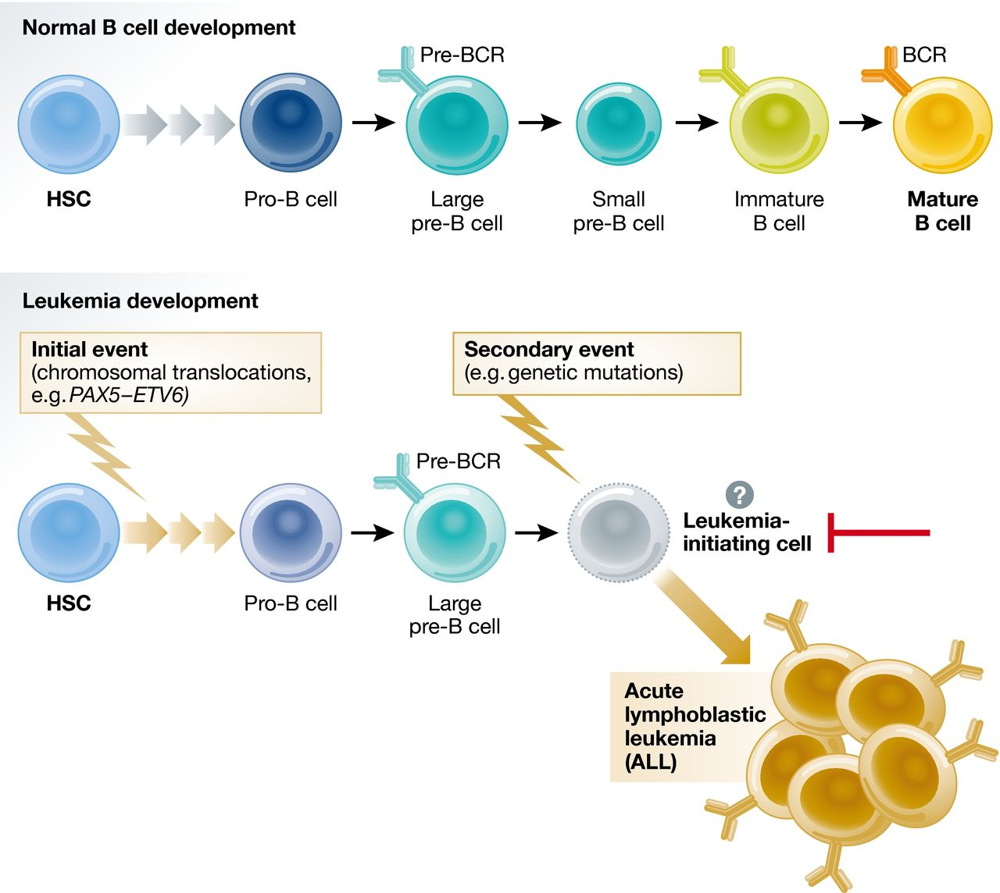 Normal B cell development
Pre-BCR
BCR
HSC
Pro-B cell
Large
pre-B cell
Small
pre-B cell
Immature
B cell
Mature
B cell
Leukemia development
Initial event
(chromosomal translocations,
e.g. PAX5–ETV6)
Secondary event
(e.g. genetic mutations)
Pre-BCR
?
Leukemia-
initiating cell
HSC
Pro-B cell
Large
pre-B cell
Acute
lymphoblastic
leukemia
(ALL)